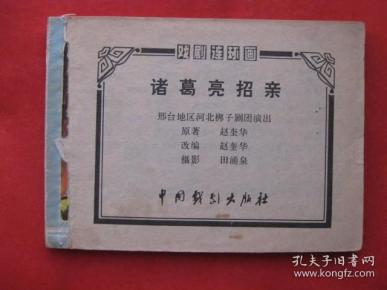 戏剧连环画
诸葛亮招亲
邢台地区河北梆子剧团演出
原著 赵奎华
改编 赵奎华
摄影 田涌泉
中国戏剧出版社
孔夫子旧书网
www.kongfz.com